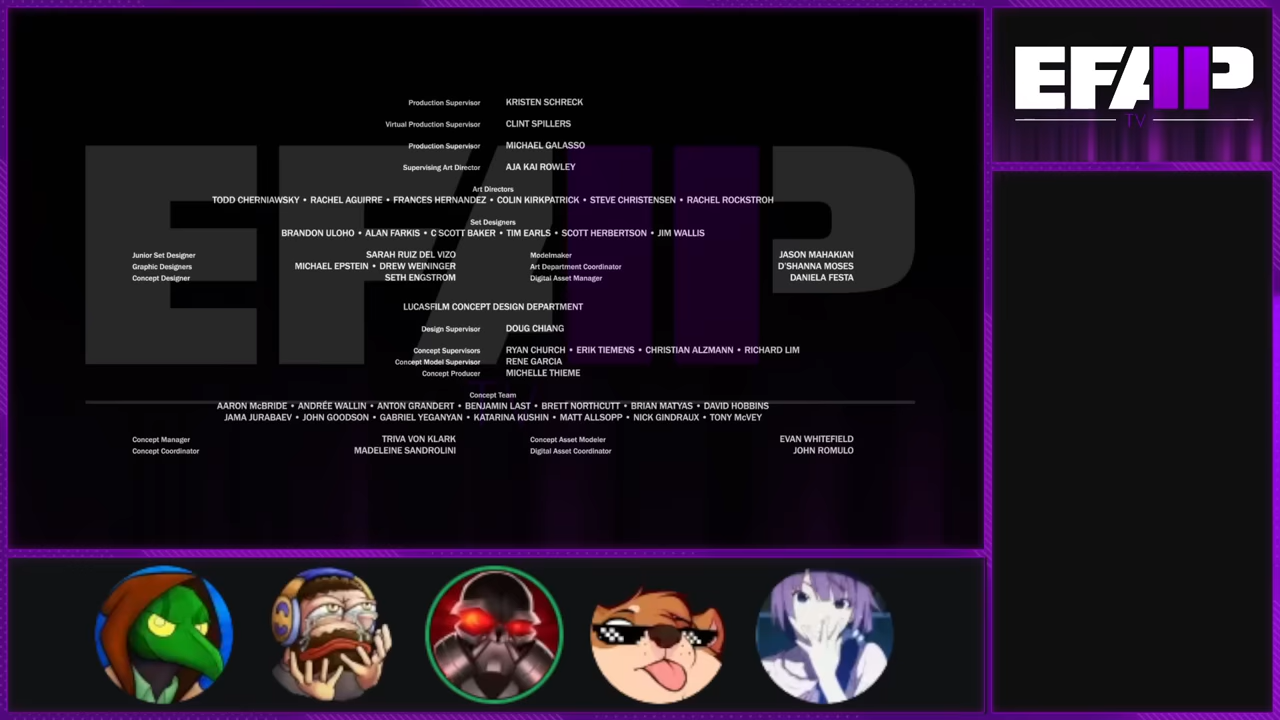 Production Supervisor KRISTEN SCHRECK
Virtual Production Supervisor CLINT SPILLERS
Production Supervisor MICHAEL GALASSO
Supervising Art Director AJA KAI ROWLEY
Art Directors
TODD CHERNIAWSKY • RACHEL AGUIRRE • FRANCES HERNANDEZ • COLIN KIRKPATRICK • STEVE CHRISTENSEN • RACHEL ROCKSTROH
Set Designers
BRANDON ULOHO • ALAN FARKIS • C SCOTT BAKER • TIM EARLS • SCOTT HERBERTSON • JIM WALLIS
Junior Set Designer SARAH RUIZ DEL VIZO Modelmaker JASON MAHAKIAN
Graphic Designers MICHAEL EPSTEIN • DREW WEININGER Art Department Coordinator D'SHANNA MOSES
Concept Designer SETH ENGSTROM Digital Asset Manager DANIELA FESTA
LUCASFILM CONCEPT DESIGN DEPARTMENT
Design Supervisor DOUG CHIANG
Concept Supervisors RYAN CHURCH • ERIK TIEMENS • CHRISTIAN ALZMANN • RICHARD LIM
Concept Model Supervisor RENE GARCIA
Concept Producer MICHELLE THIEME
Concept Team
AARON McBRIDE • ANDRÉE WALLIN • ANTON GRANDERT • BENJAMIN LAST • BRETT NORTHCUTT • BRIAN MATYAS • DAVID HOBBINS
JAMA JURABAEV • JOHN GOODSON • GABRIEL YEGANYAN • KATARINA KUSHIN • MATT ALLSOPP • NICK GINDRAUX • TONY McVEY
Concept Manager TRIVA VON KLARK Concept Asset Modeler EVAN WHITEFIELD
Concept Coordinator MADELEINE SANDROLINI Digital Asset Coordinator JOHN ROMULO
EFAP
TV
EFAP
TV